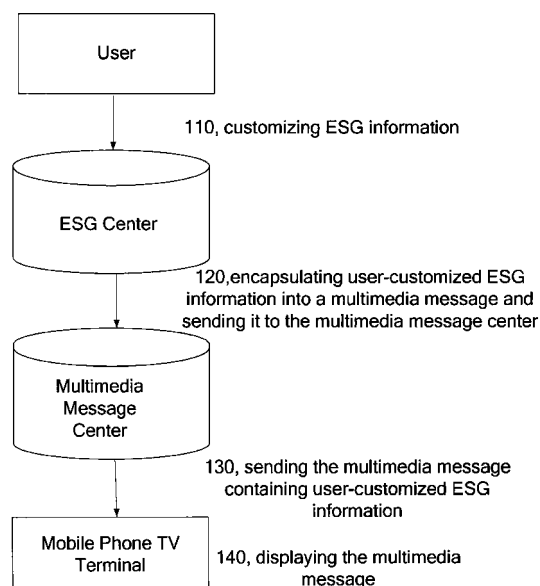 User
110, customizing ESG information
ESG Center
120,encapsulating user-customized ESG
information into a multimedia message and
sending it to the multimedia message center
Multimedia
Message
Center
130, sending the multimedia message
containing user-customized ESG
information
Mobile Phone TV
Terminal
140, displaying the multimedia
message